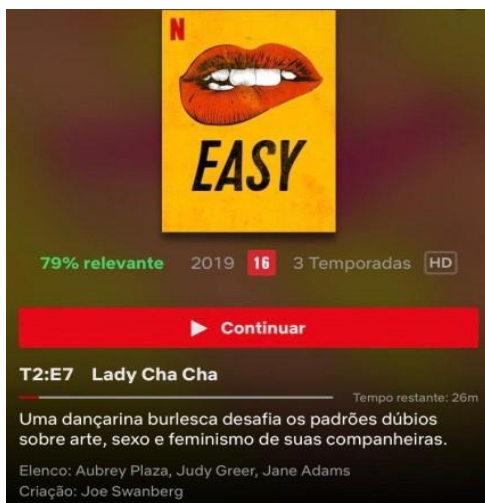 N
EASY
79% relevante 2019 16 3 Temporadas HD
Continuar
T2:E7 Lady Cha Cha
Tempo restante: 26m
Uma dançarina burlesca desafia os padrões dúbios
sobre arte, sexo e feminismo de suas companheiras.
Elenco: Aubrey Plaza, Judy Greer, Jane Adams
Criação: Joe Swanberg